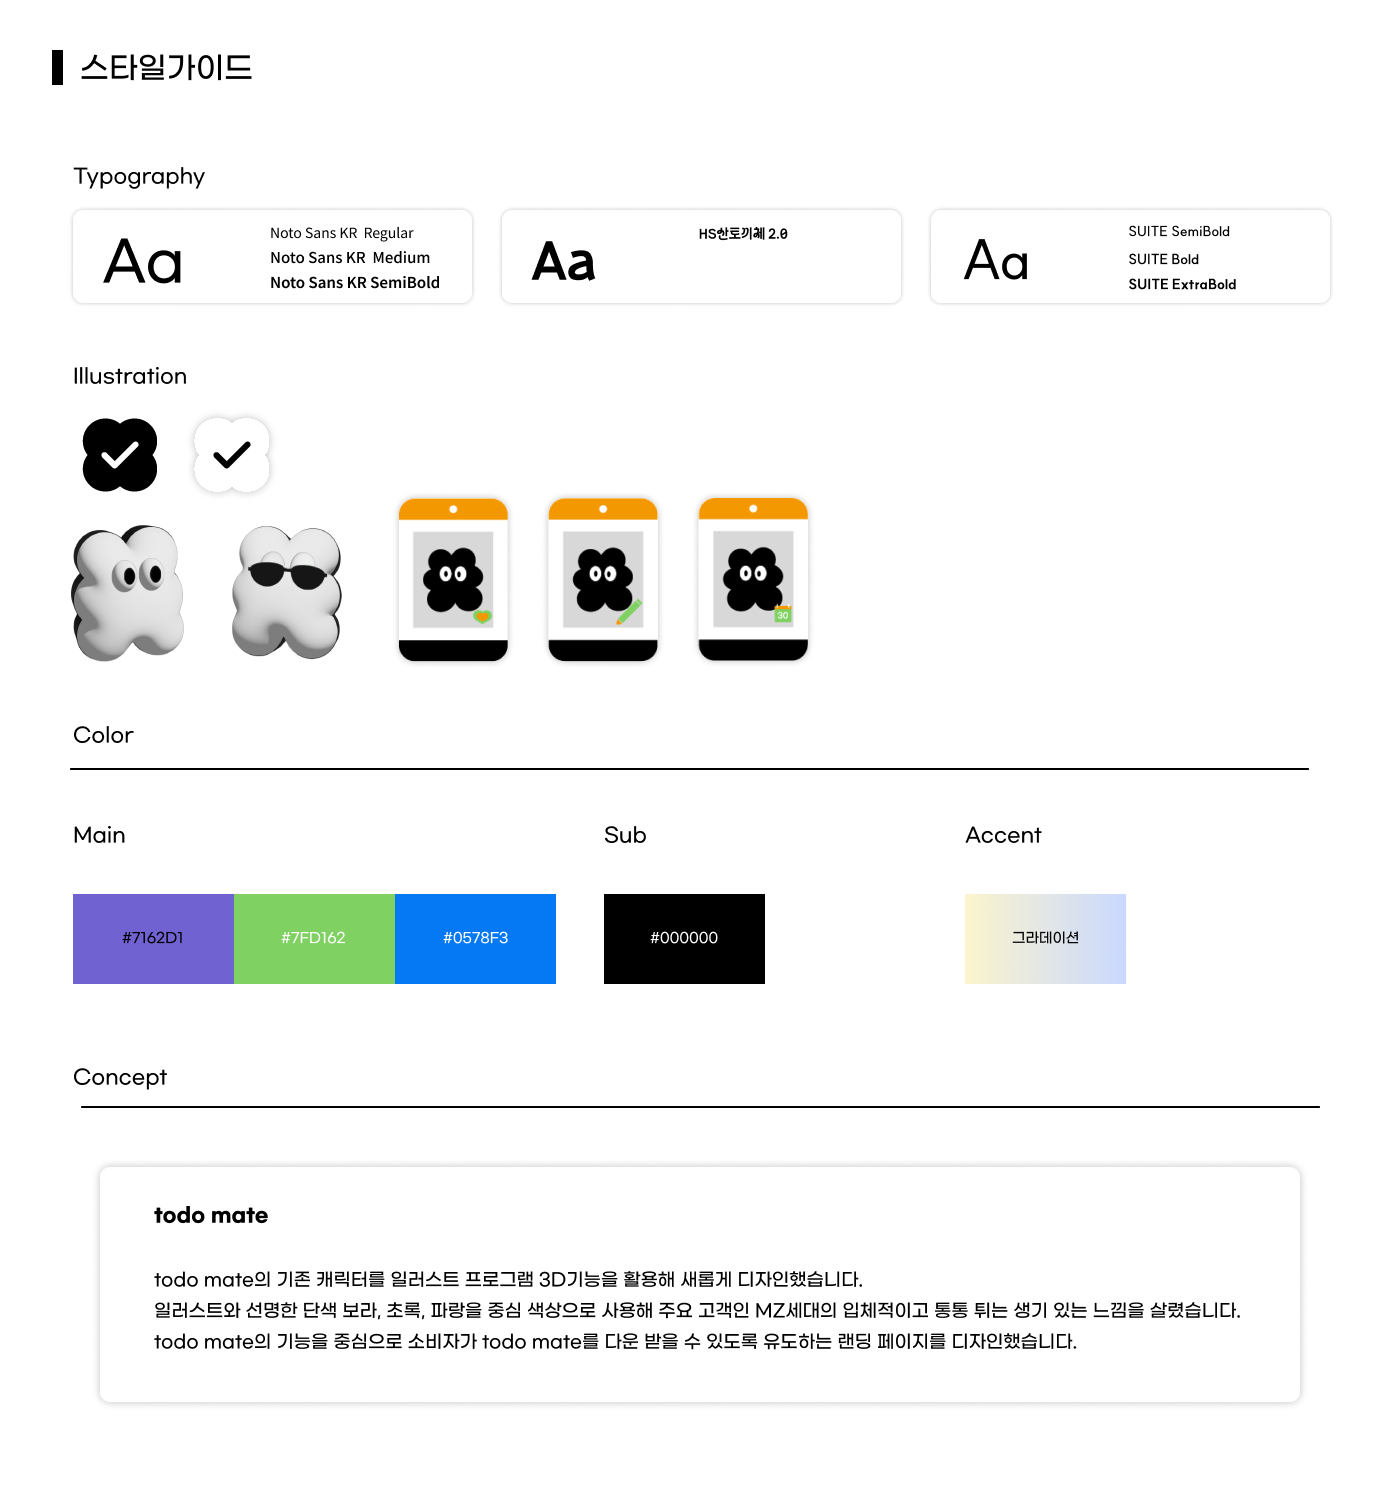 스타일가이드
Typography
Aa
Noto Sans KR Regular
Noto Sans KR Medium
Noto Sans KR SemiBold
Aa
HS산토끼체 2.0
Aa
SUITE SemiBold
SUITE Bold
SUITE ExtraBold
Illustration
30
Color
Main
Sub
Accent
#7162D1
#7FD162
#0578F3
#000000
그라데이션
Concept
todo mate
todo mate의 기존 캐릭터를 일러스트 프로그램 3D기능을 활용해 새롭게 디자인했습니다.
일러스트와 선명한 단색 보라, 초록, 파랑을 중심 색상으로 사용해 주요 고객인 MZ세대의 입체적이고 통통 튀는 생기 있는 느낌을 살렸습니다.
todo mate의 기능을 중심으로 소비자가 todo mate를 다운 받을 수 있도록 유도하는 랜딩 페이지를 디자인했습니다.